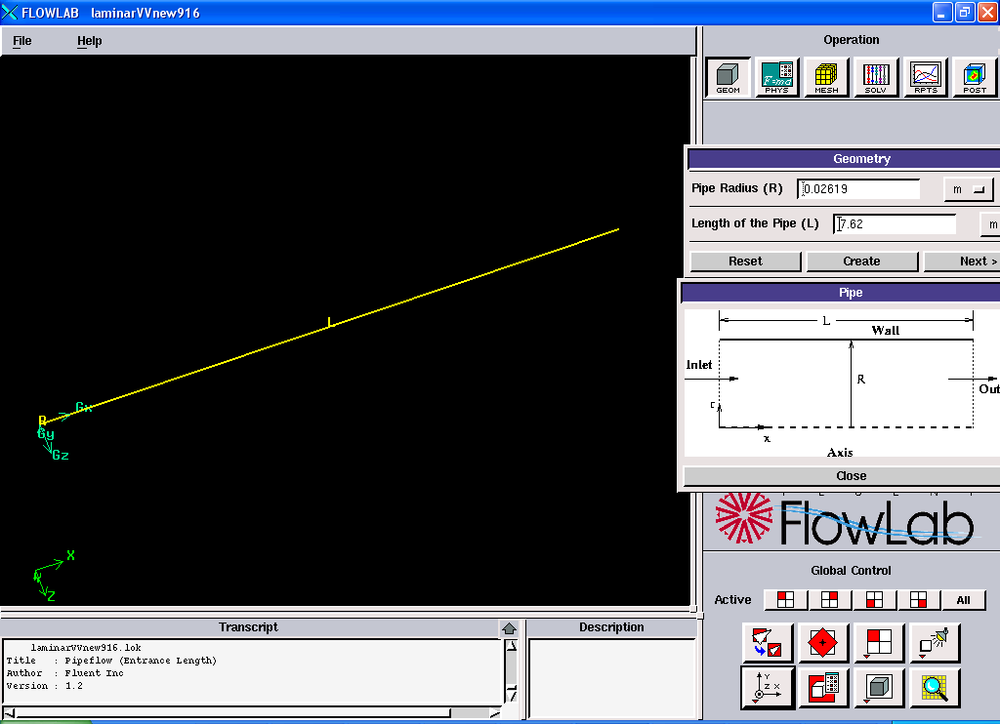 FLOWLAB laminarVVnew916
File Help
Operation
GEOM PHYS MESH SOLV RPTS POST
F=ma
Geometry
Pipe Radius (R) 0.02619 m
Length of the Pipe (L) 7.62 m
Reset Create Next >
Pipe
L
Wall
Inlet
R
Out
r
x
Axis
Close
FlowLab
L
R
Gx
Gy
Gz
X
Y
Z
Global Control
Active All
Y
Z X
Transcript
laminarVVnew916.lok
Title : Pipeflow (Entrance Length)
Author : Fluent Inc
Version : 1.2
Description